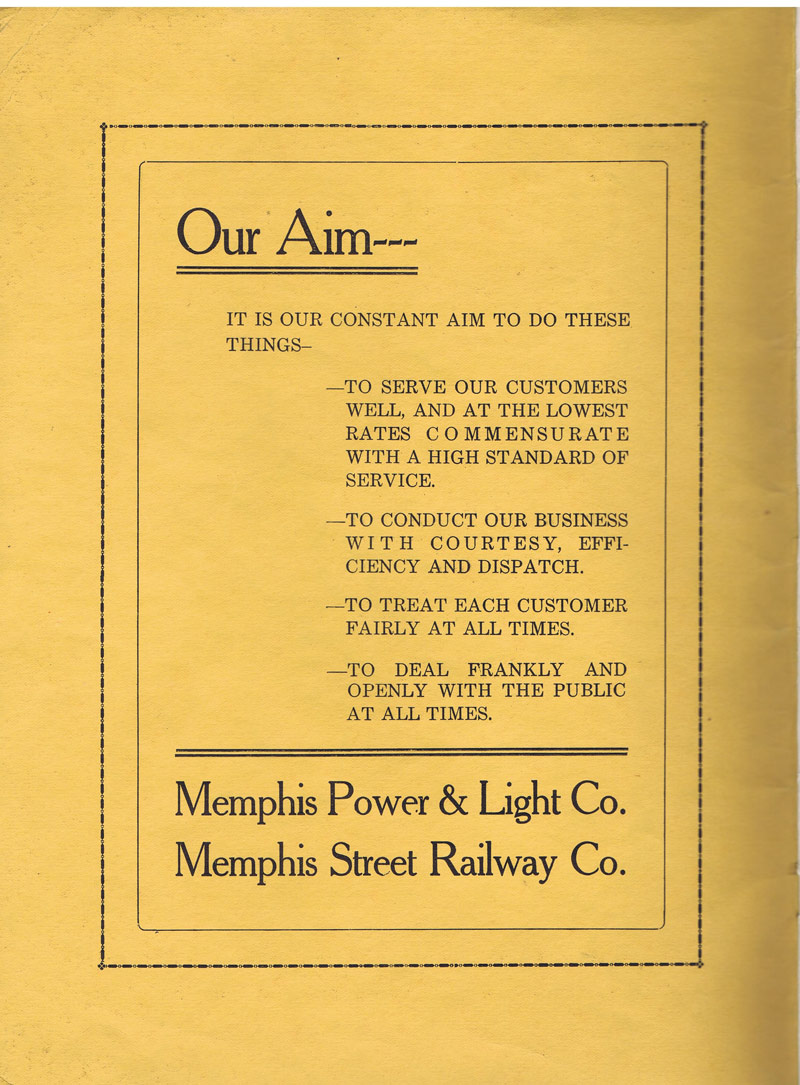 Our Aim---
IT IS OUR CONSTANT AIM TO DO THESE
THINGS–
—TO SERVE OUR CUSTOMERS
WELL, AND AT THE LOWEST
RATES COMMENSURATE
WITH A HIGH STANDARD OF
SERVICE.
—TO CONDUCT OUR BUSINESS
WITH COURTESY, EFFI-
CIENCY AND DISPATCH.
—TO TREAT EACH CUSTOMER
FAIRLY AT ALL TIMES.
—TO DEAL FRANKLY AND
OPENLY WITH THE PUBLIC
AT ALL TIMES.
Memphis Power & Light Co.
Memphis Street Railway Co.